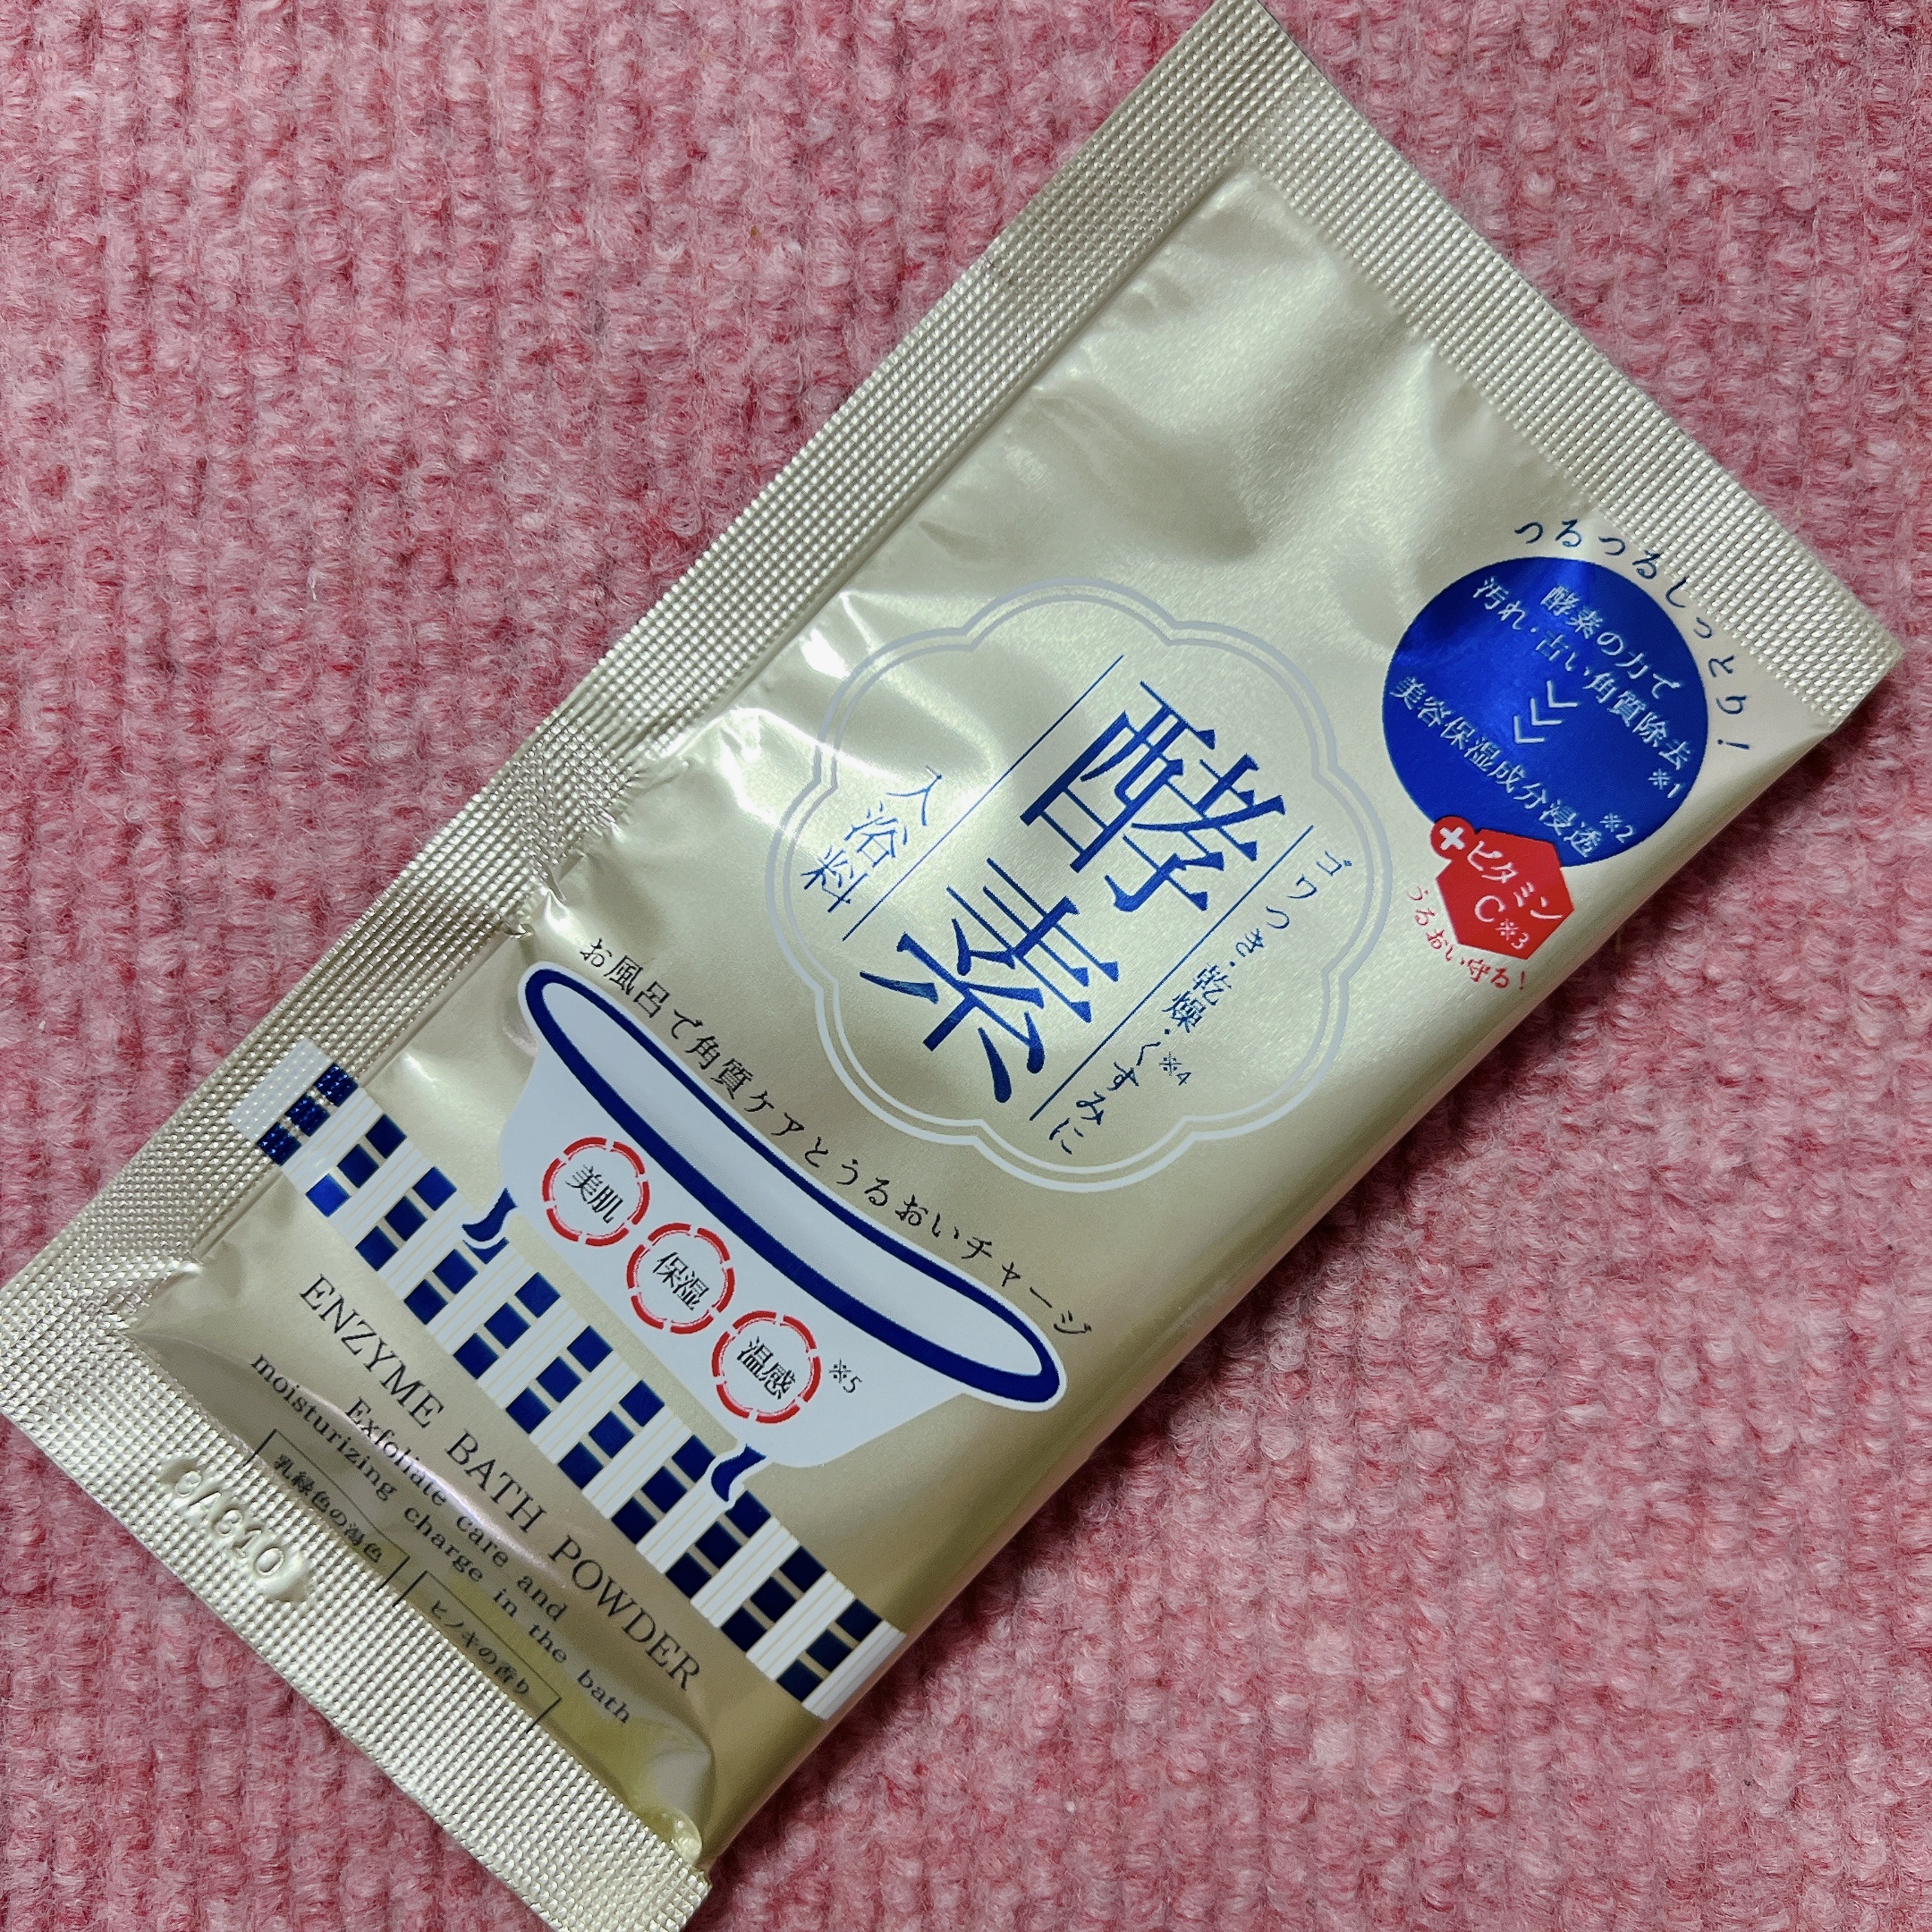 つるつるしっとり!
酵素の力で
汚れ・古い角質除去※1
美容保湿成分浸透※2
+ビタミン
C※3
うるおい守る!
ゴワつき・乾燥・くすみに※4
酵素
入浴料
お風呂で角質ケアとうるおいチャージ
美肌
保湿
温感
※5
ENZYME BATH POWDER
Exfoliate care and
moisturizing charge in the bath
乳緑色の湯色
ヒノキの香り